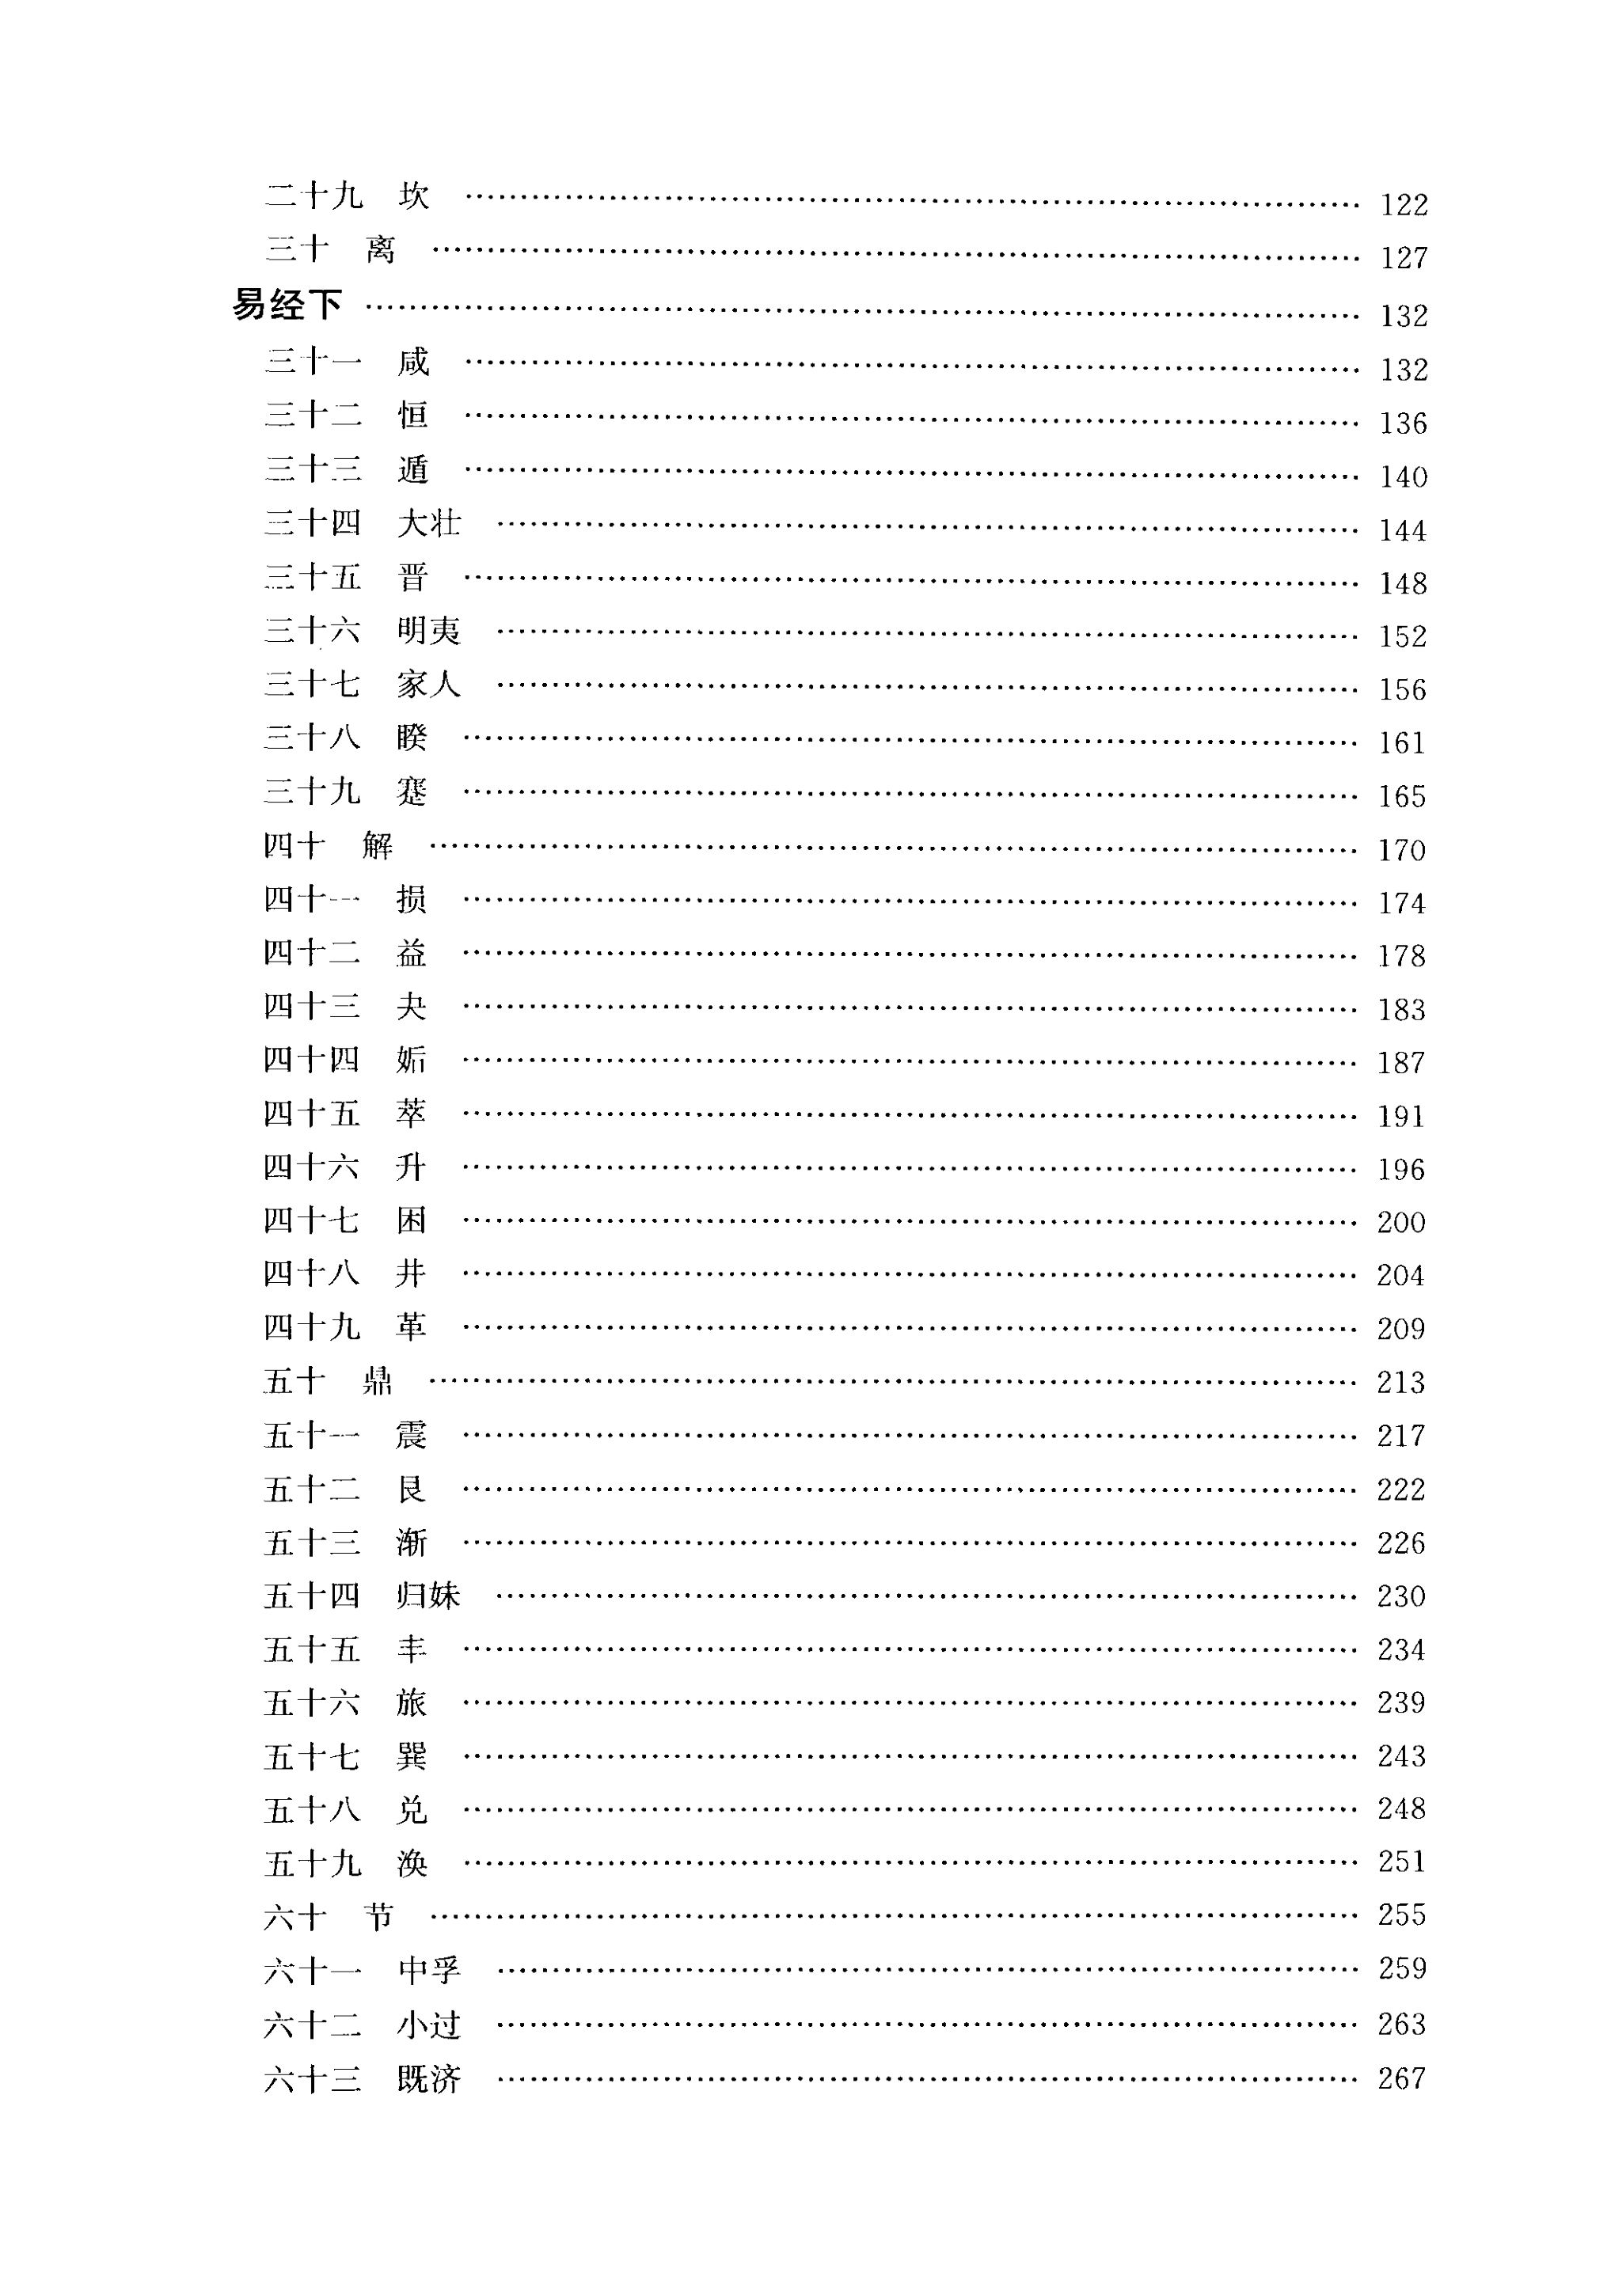 二十九 坎 …… 122
三十 离 …… 127
易经下 …… 132
三十一 咸 …… 132
三十二 恒 …… 136
三十三 遁 …… 140
三十四 大壮 …… 144
三十五 晋 …… 148
三十六 明夷 …… 152
三十七 家人 …… 156
三十八 睽 …… 161
三十九 蹇 …… 165
四十 解 …… 170
四十一 损 …… 174
四十二 益 …… 178
四十三 夬 …… 183
四十四 姤 …… 187
四十五 萃 …… 191
四十六 升 …… 196
四十七 困 …… 200
四十八 井 …… 204
四十九 革 …… 209
五十 鼎 …… 213
五十一 震 …… 217
五十二 艮 …… 222
五十三 渐 …… 226
五十四 归妹 …… 230
五十五 丰 …… 234
五十六 旅 …… 239
五十七 巽 …… 243
五十八 兑 …… 248
五十九 涣 …… 251
六十 节 …… 255
六十一 中孚 …… 259
六十二 小过 …… 263
六十三 既济 …… 267